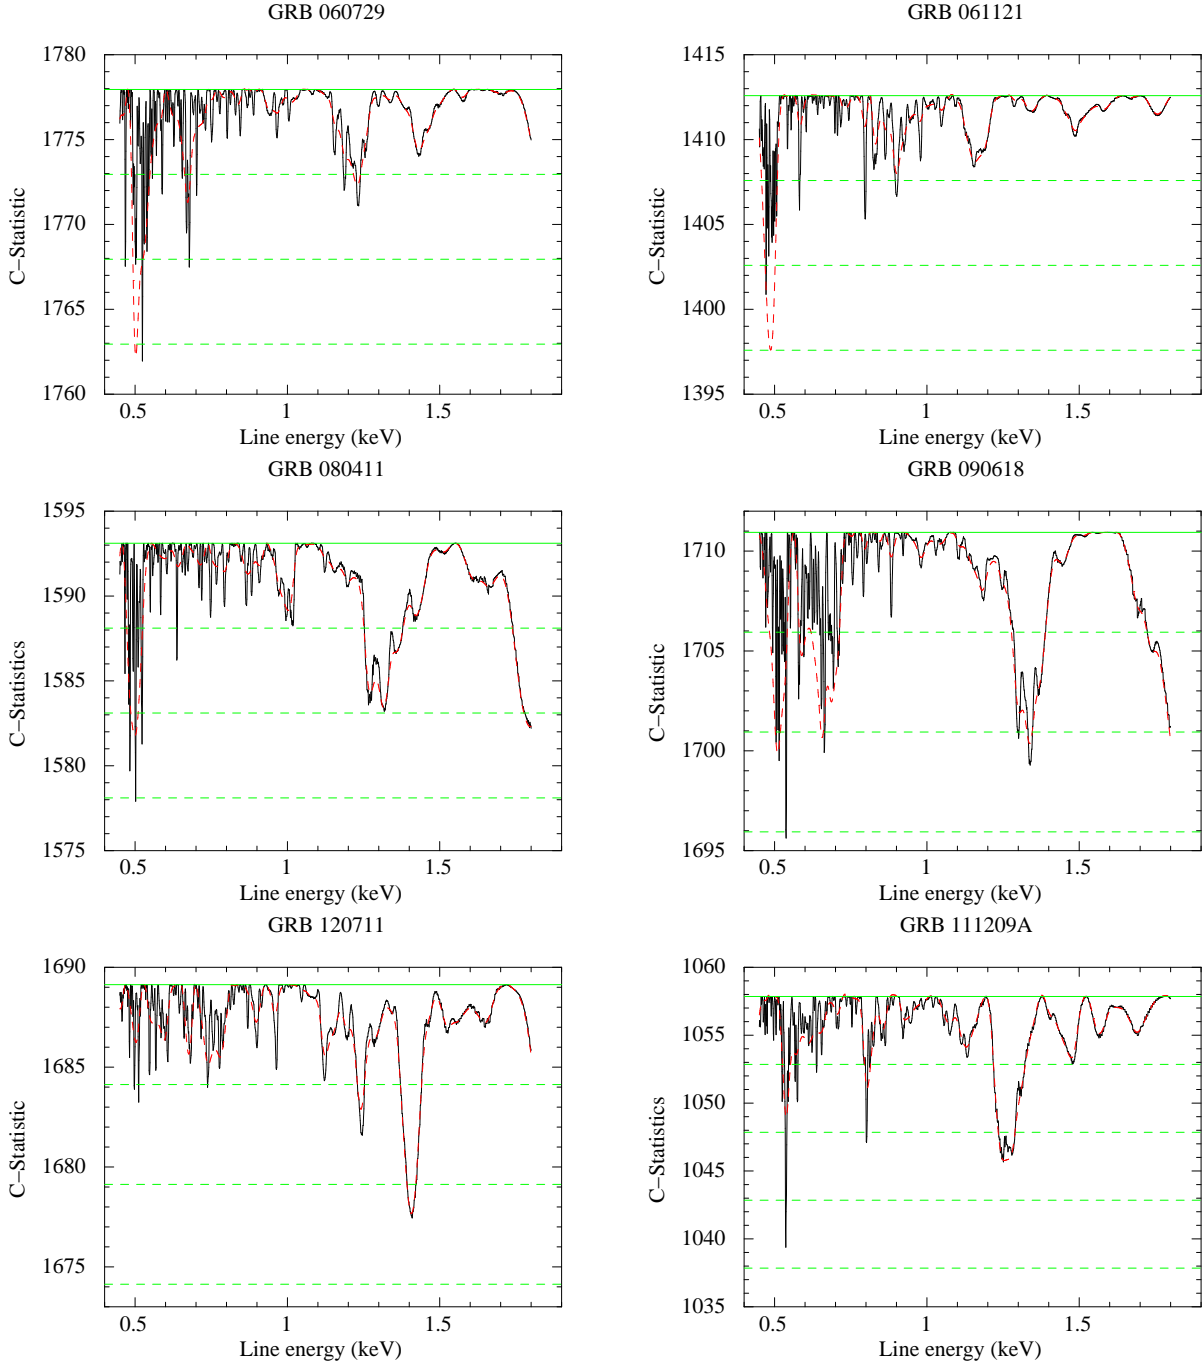 GRB 060729
C−Statistic
1780
1775
1770
1765
1760
0.5 1 1.5
Line energy (keV)
GRB 061121
C−Statistic
1415
1410
1405
1400
1395
0.5 1 1.5
Line energy (keV)
GRB 080411
C−Statistics
1595
1590
1585
1580
1575
0.5 1 1.5
Line energy (keV)
GRB 090618
C−Statistic
1710
1705
1700
1695
0.5 1 1.5
Line energy (keV)
GRB 120711
C−Statistic
1690
1685
1680
1675
0.5 1 1.5
Line energy (keV)
GRB 111209A
C−Statistics
1060
1055
1050
1045
1040
1035
0.5 1 1.5
Line energy (keV)